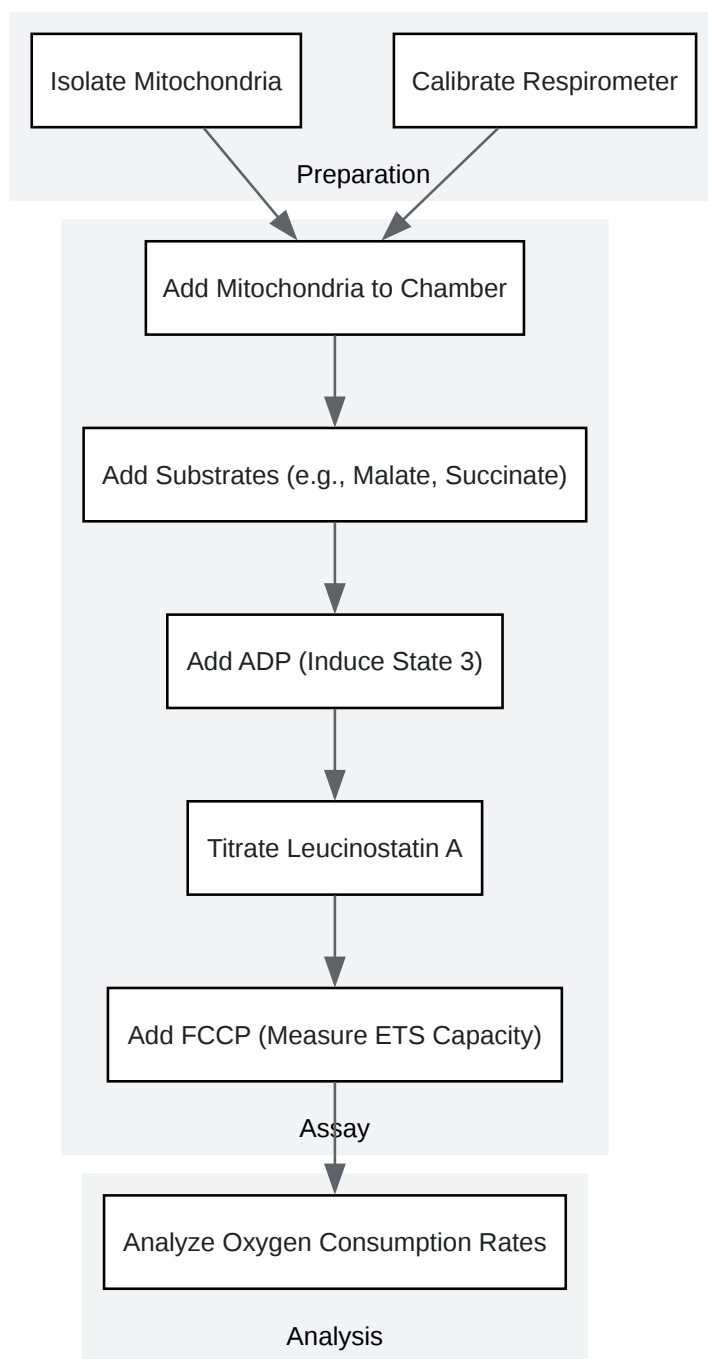 Isolate Mitochondria
Calibrate Respirometer
Preparation
Add Mitochondria to Chamber
Add Substrates (e.g., Malate, Succinate)
Add ADP (Induce State 3)
Titrate Leucinostatin A
Add FCCP (Measure ETS Capacity)
Assay
Analyze Oxygen Consumption Rates
Analysis